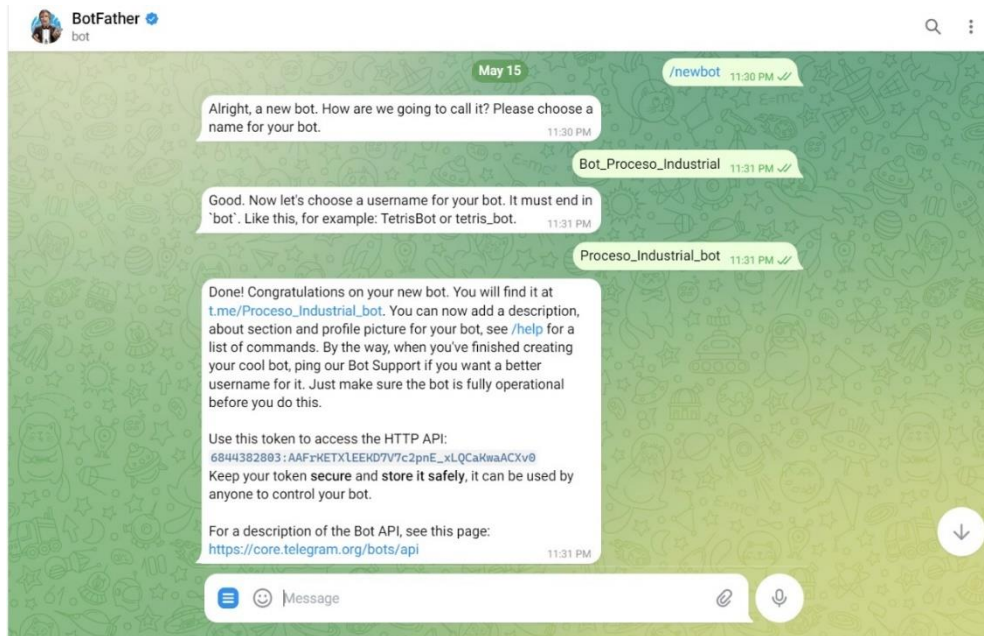 BotFather
bot
May 15
/newbot 11:30 PM
Alright, a new bot. How are we going to call it? Please choose a
name for your bot.
11:30 PM
Bot_Proceso_Industrial 11:31 PM
Good. Now let's choose a username for your bot. It must end in
`bot`. Like this, for example: TetrisBot or tetris_bot.
11:31 PM
Proceso_Industrial_bot 11:31 PM
Done! Congratulations on your new bot. You will find it at
t.me/Proceso_Industrial_bot. You can now add a description,
about section and profile picture for your bot, see /help for a
list of commands. By the way, when you've finished creating
your cool bot, ping our Bot Support if you want a better
username for it. Just make sure the bot is fully operational
before you do this.
Use this token to access the HTTP API:
6844382803:AAFrKETXlEEKD7V7c2pnE_xLQCaKwaACXv0
Keep your token secure and store it safely, it can be used by
anyone to control your bot.
For a description of the Bot API, see this page:
https://core.telegram.org/bots/api
11:31 PM
Message